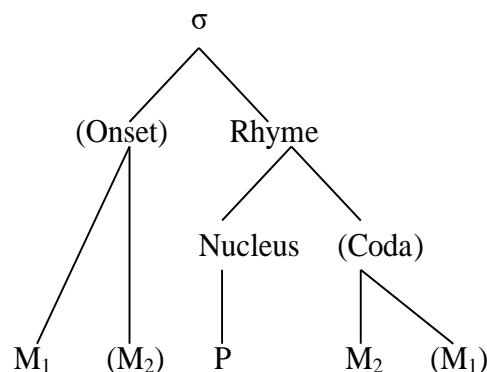 σ
(Onset) Rhyme
Nucleus (Coda)
M₁ (M₂) P M₂ (M₁)